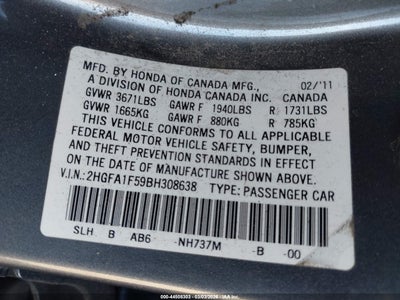 MFD. BY HONDA OF CANADA MFG., 02/'11
A DIVISION OF HONDA CANADA INC. CANADA
GVWR 3671LBS GAWR F 1940LBS R 1731LBS
GVWR 1665KG GAWR F 880KG R 785KG
THIS VEHICLE CONFORMS TO ALL APPLICABLE
FEDERAL MOTOR VEHICLE SAFETY, BUMPER,
AND THEFT PREVENTION STANDARDS IN EFFECT
ON THE DATE OF MANUFACTURE SHOWN ABOVE.
V.I.N.:2HGFA1F59BH308638 TYPE: PASSENGER CAR
SLH B AB6 -NH737M -B -00